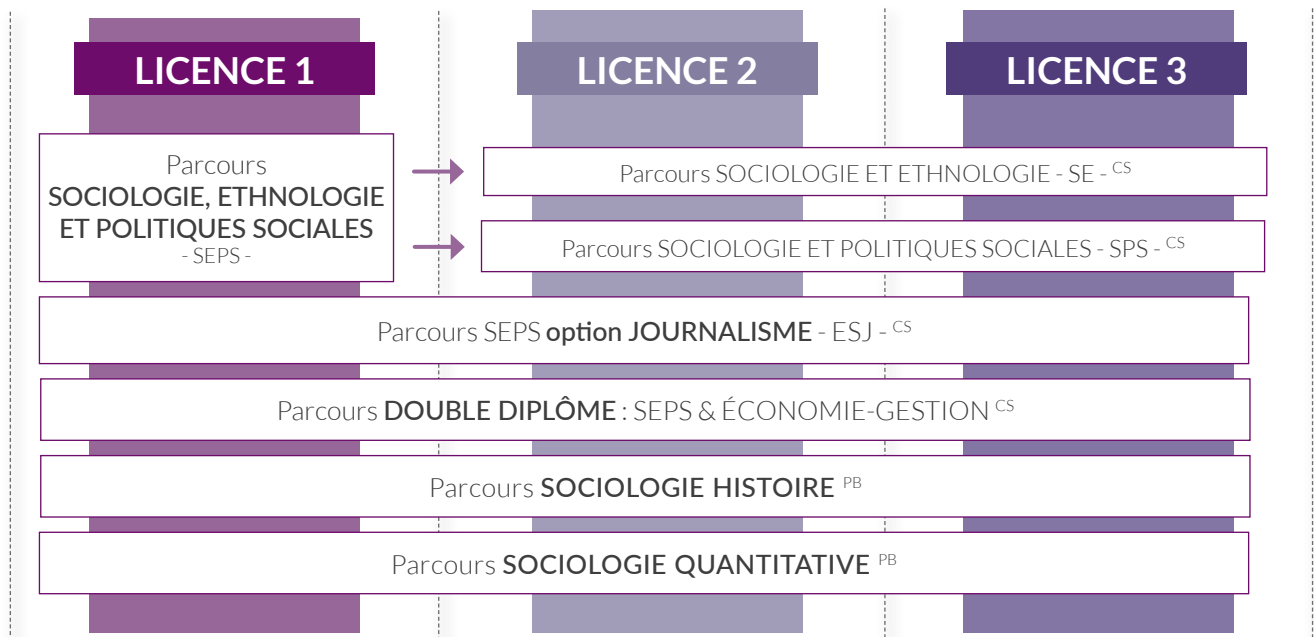 LICENCE 1
LICENCE 2
LICENCE 3
Parcours
SOCIOLOGIE, ETHNOLOGIE
ET POLITIQUES SOCIALES
- SEPS -
Parcours SOCIOLOGIE ET ETHNOLOGIE - SE - CS
Parcours SOCIOLOGIE ET POLITIQUES SOCIALES - SPS - CS
Parcours SEPS option JOURNALISME - ESJ - CS
Parcours DOUBLE DIPLÔME : SEPS & ÉCONOMIE-GESTION CS
Parcours SOCIOLOGIE HISTOIRE PB
Parcours SOCIOLOGIE QUANTITATIVE PB